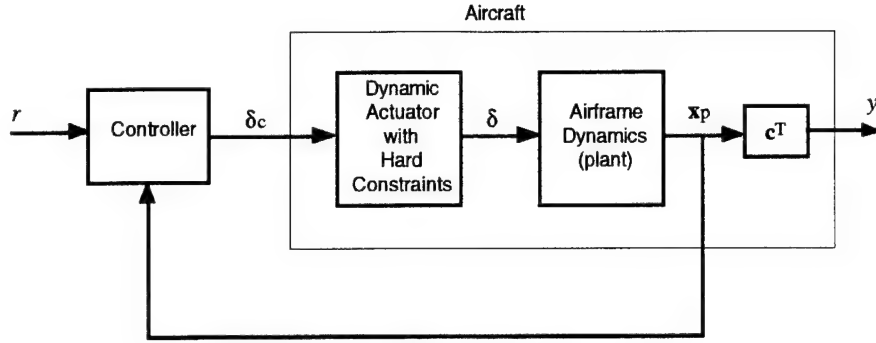 Aircraft
r
Controller
δc
Dynamic
Actuator
with
Hard
Constraints
δ
Airframe
Dynamics
(plant)
xp
cT
y